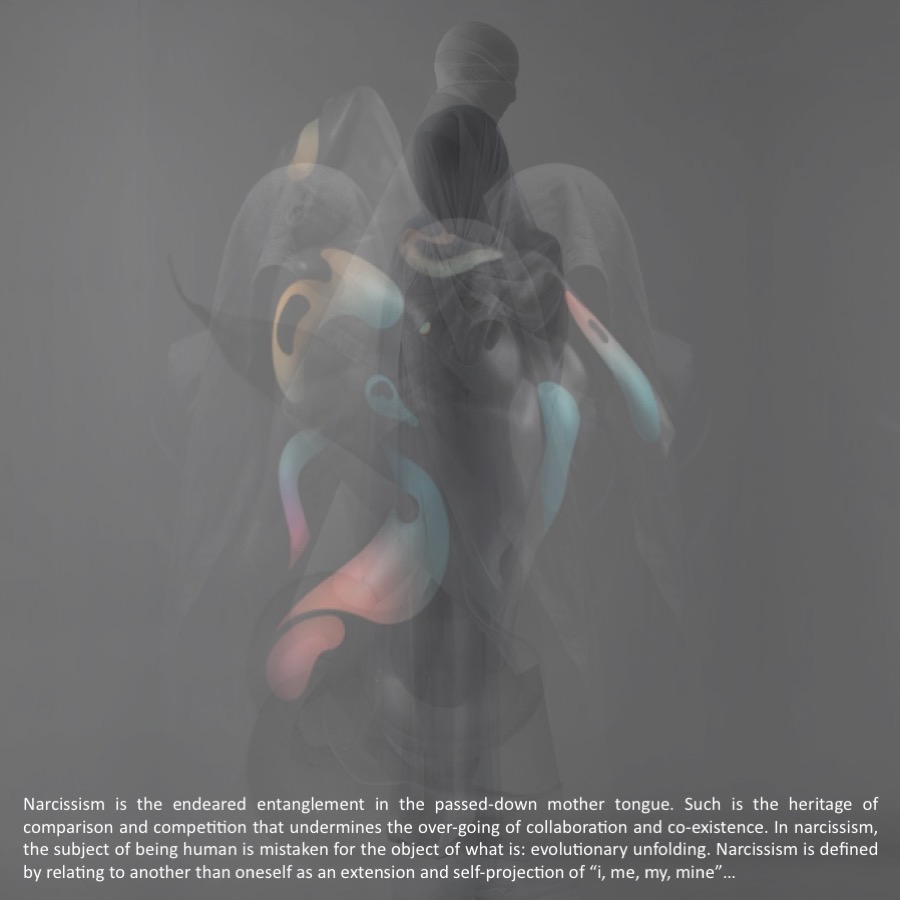 Narcissism is the endeared entanglement in the passed-down mother tongue. Such is the heritage of
comparison and competition that undermines the over-going of collaboration and co-existence. In narcissism,
the subject of being human is mistaken for the object of what is: evolutionary unfolding. Narcissism is defined
by relating to another than oneself as an extension and self-projection of “i, me, my, mine”…